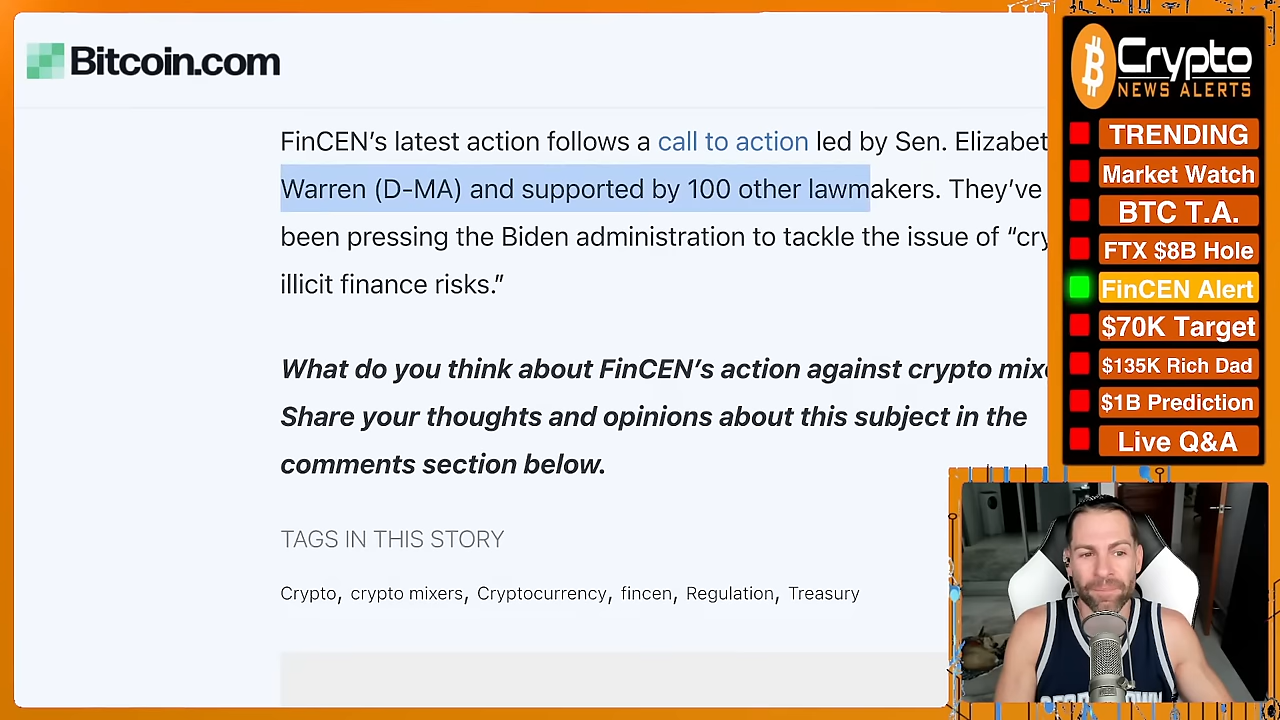 Bitcoin.com
FinCEN’s latest action follows a call to action led by Sen. Elizabet
Warren (D-MA) and supported by 100 other lawmakers. They’ve
been pressing the Biden administration to tackle the issue of “cry
illicit finance risks.”
What do you think about FinCEN’s action against crypto mixe
Share your thoughts and opinions about this subject in the
comments section below.
TAGS IN THIS STORY
Crypto, crypto mixers, Cryptocurrency, fincen, Regulation, Treasury
Crypto
NEWS ALERTS
TRENDING
Market Watch
BTC T.A.
FTX $8B Hole
FinCEN Alert
$70K Target
$135K Rich Dad
$1B Prediction
Live Q&A